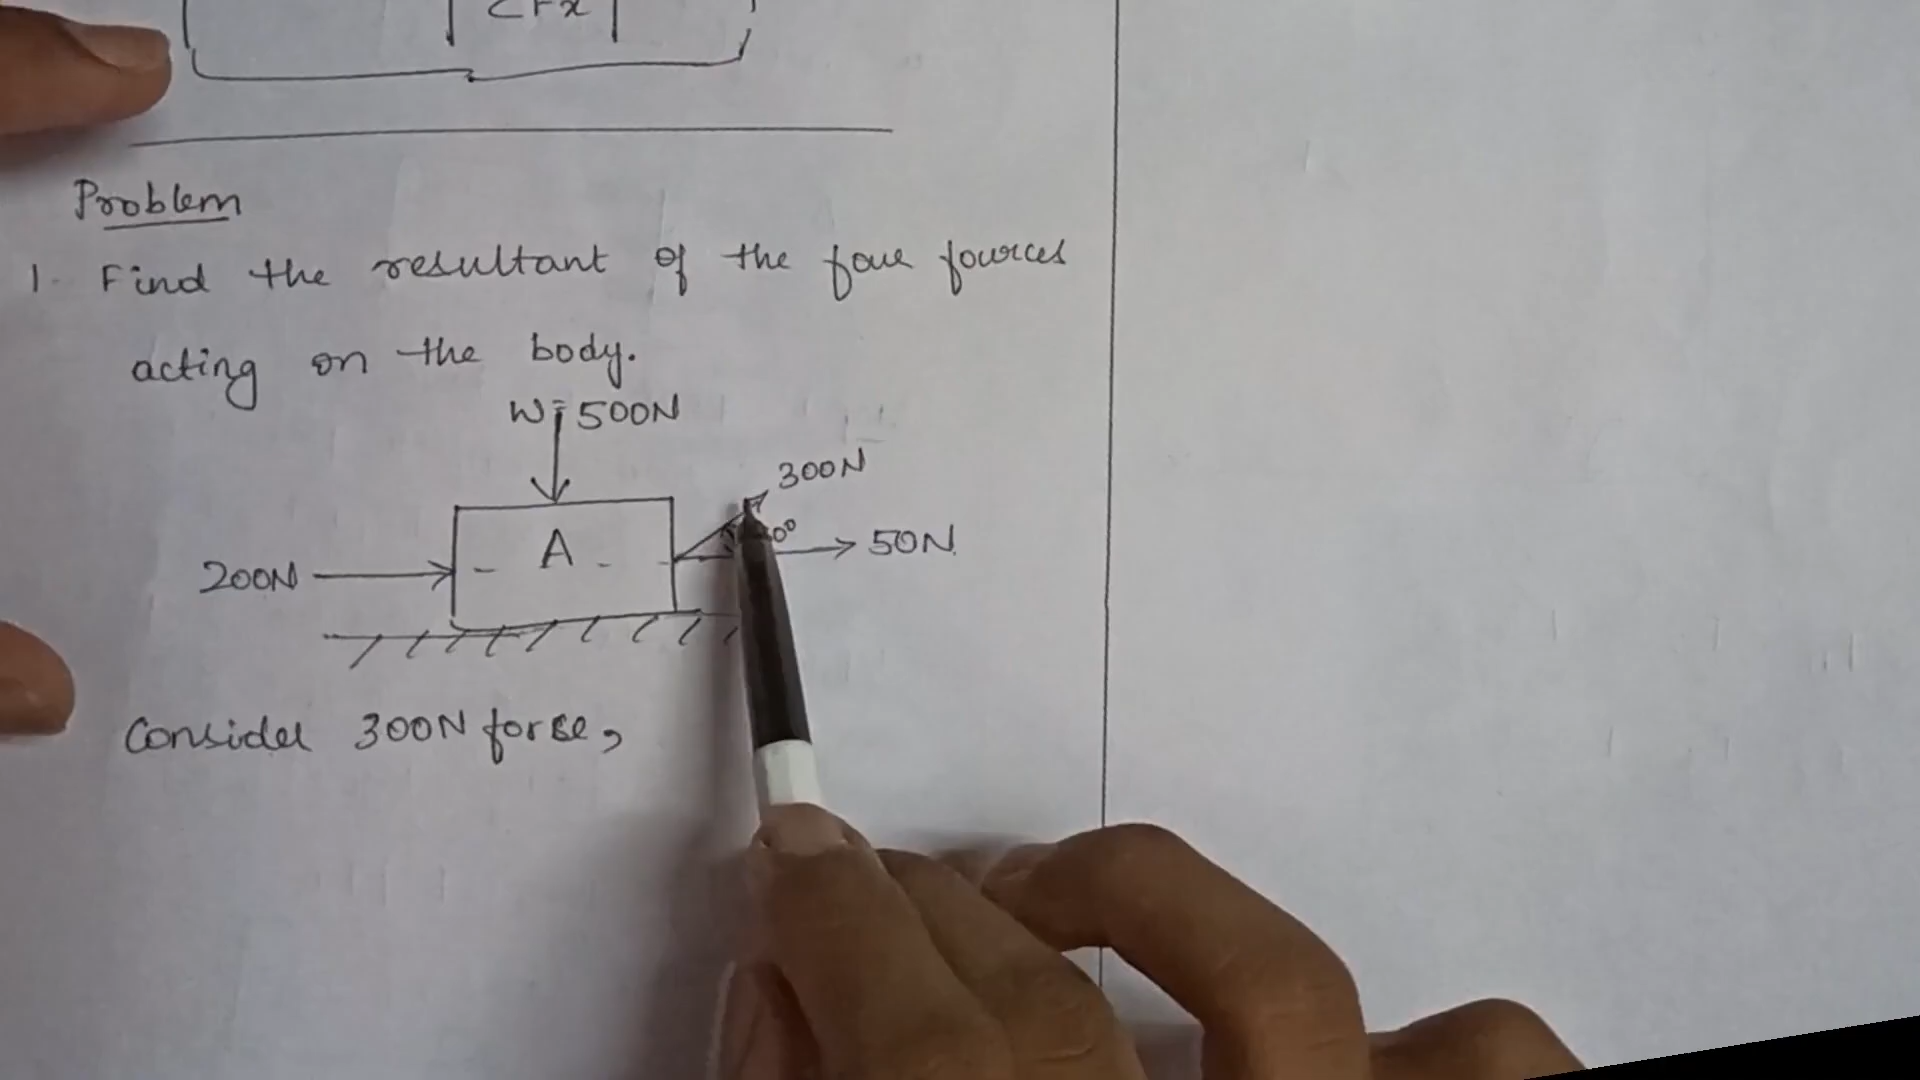 ΣFx
Problem
1. Find the resultant of the four fources
acting on the body.
W=500N
300N
A
50N
200N
Consider 300N forse,